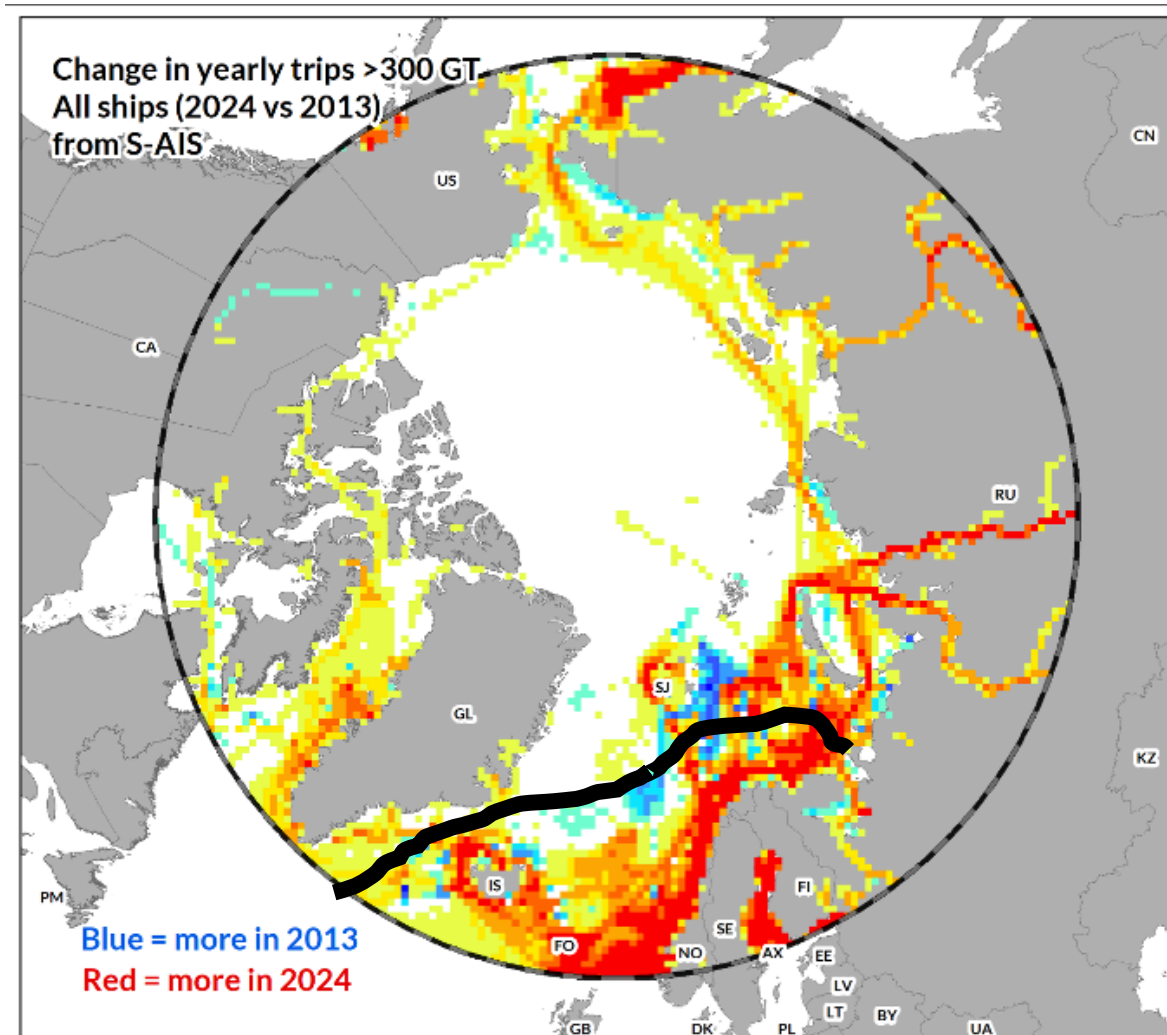 Change in yearly trips >300 GT
All ships (2024 vs 2013)
from S-AIS
CN
US
CA
RU
SJ
GL
KZ
IS
FI
PM
SE
Blue = more in 2013
FO
NO
AX
EE
Red = more in 2024
LV
LT
BY
GB
DK
PL
UA